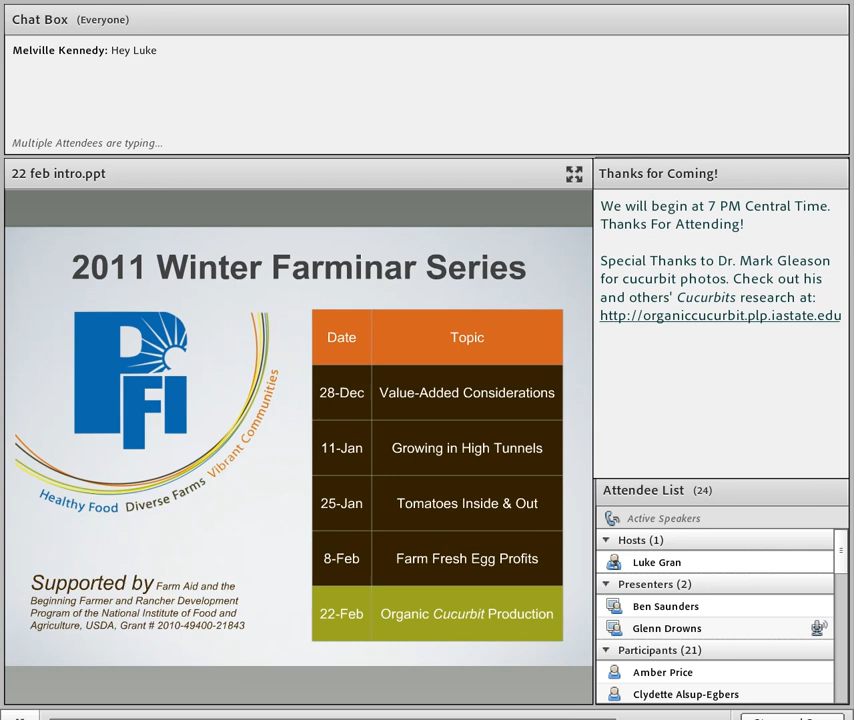 Chat Box (Everyone)
Melville Kennedy: Hey Luke
Multiple Attendees are typing...
22 feb intro.ppt
2011 Winter Farminar Series
PFI
Healthy Food Diverse Farms Vibrant Communities
Supported by Farm Aid and the
Beginning Farmer and Rancher Development
Program of the National Institute of Food and
Agriculture, USDA, Grant # 2010-49400-21843
Date Topic
28-Dec Value-Added Considerations
11-Jan Growing in High Tunnels
25-Jan Tomatoes Inside & Out
8-Feb Farm Fresh Egg Profits
22-Feb Organic Cucurbit Production
Thanks for Coming!
We will begin at 7 PM Central Time.
Thanks For Attending!
Special Thanks to Dr. Mark Gleason
for cucurbit photos. Check out his
and others' Cucurbits research at:
http://organiccucurbit.plp.iastate.edu
Attendee List (24)
Active Speakers
Hosts (1)
Luke Gran
Presenters (2)
Ben Saunders
Glenn Drowns
Participants (21)
Amber Price
Clydette Alsup-Egbers